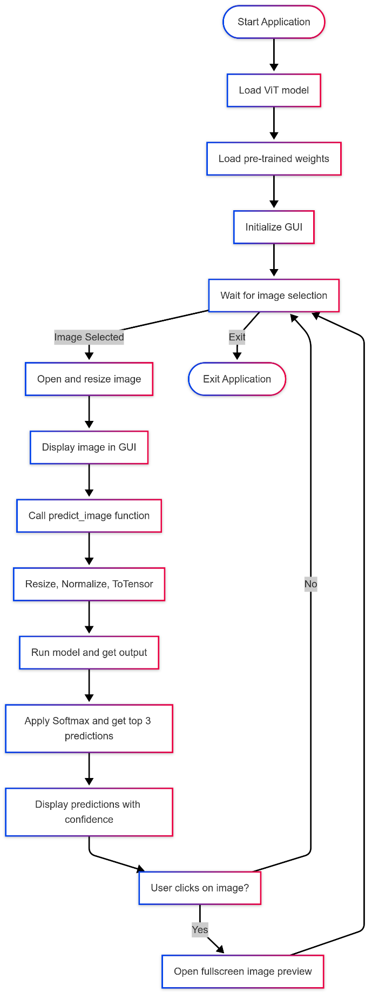 Start Application
Load ViT model
Load pre-trained weights
Initialize GUI
Wait for image selection
Image Selected
Exit
Open and resize image
Exit Application
Display image in GUI
Call predict_image function
Resize, Normalize, ToTensor
No
Run model and get output
Apply Softmax and get top 3
predictions
Display predictions with
confidence
User clicks on image?
Yes
Open fullscreen image preview